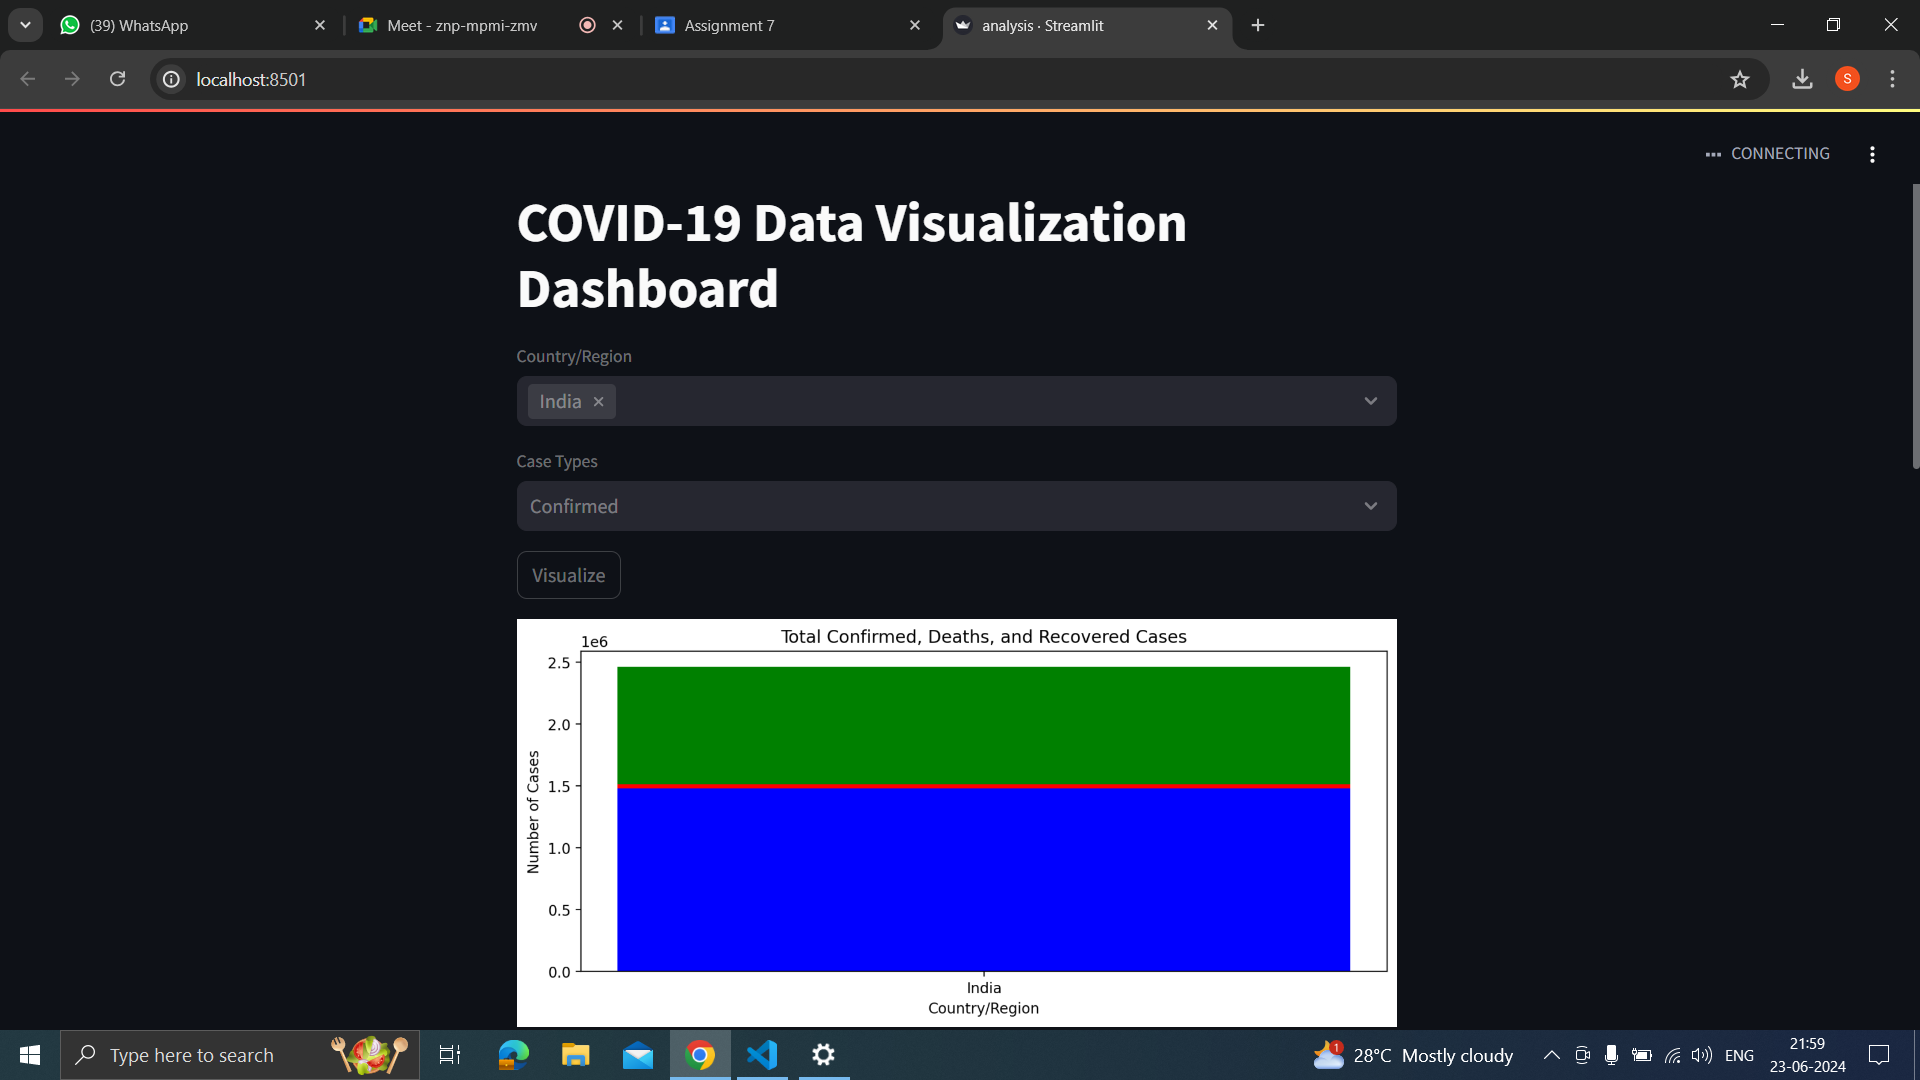 (39) WhatsApp
Meet - znp-mpmi-zmv
Assignment 7
analysis · Streamlit
localhost:8501
S
CONNECTING
COVID-19 Data Visualization
Dashboard
Country/Region
India
Case Types
Confirmed
Visualize
Total Confirmed, Deaths, and Recovered Cases
1e6
2.5
2.0
1.5
1.0
0.5
0.0
Number of Cases
India
Country/Region
Type here to search
1
28°C Mostly cloudy
ENG
21:59
23-06-2024